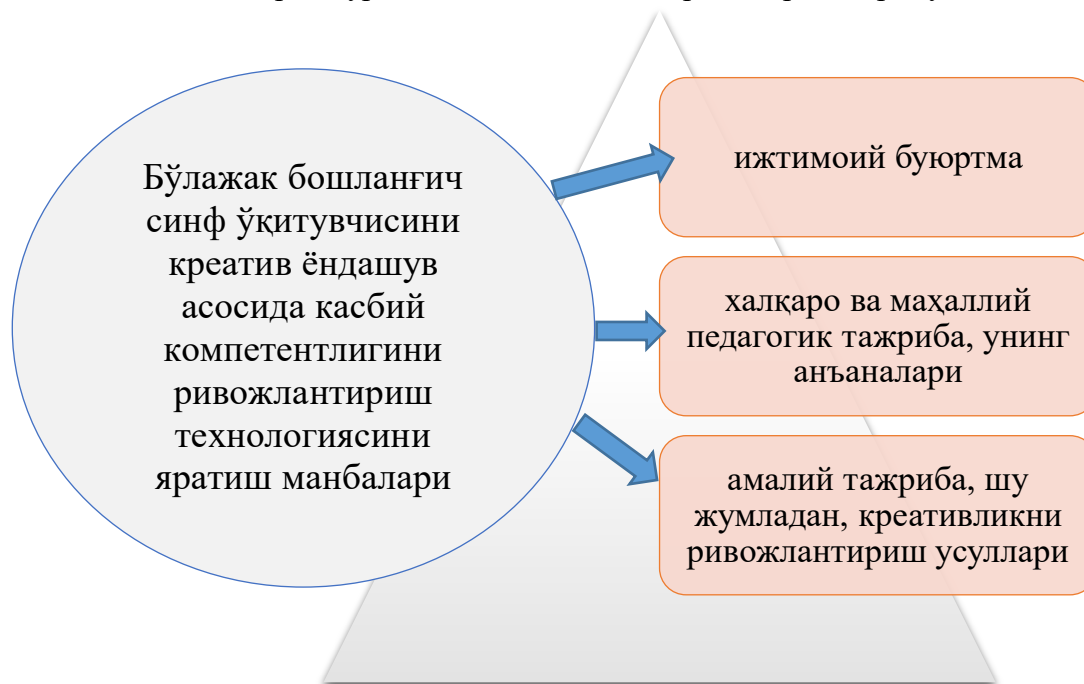 Бўлажак бошланғич
синф ўқитувчисини
креатив ёндашув
асосида касбий
компетентлигини
ривожлантириш
технологиясини
яратиш манбалари
ижтимоий буюртма
халқаро ва маҳаллий
педагогик тажриба, унинг
анъаналари
амалий тажриба, шу
жумладан, креативликни
ривожлантириш усуллари